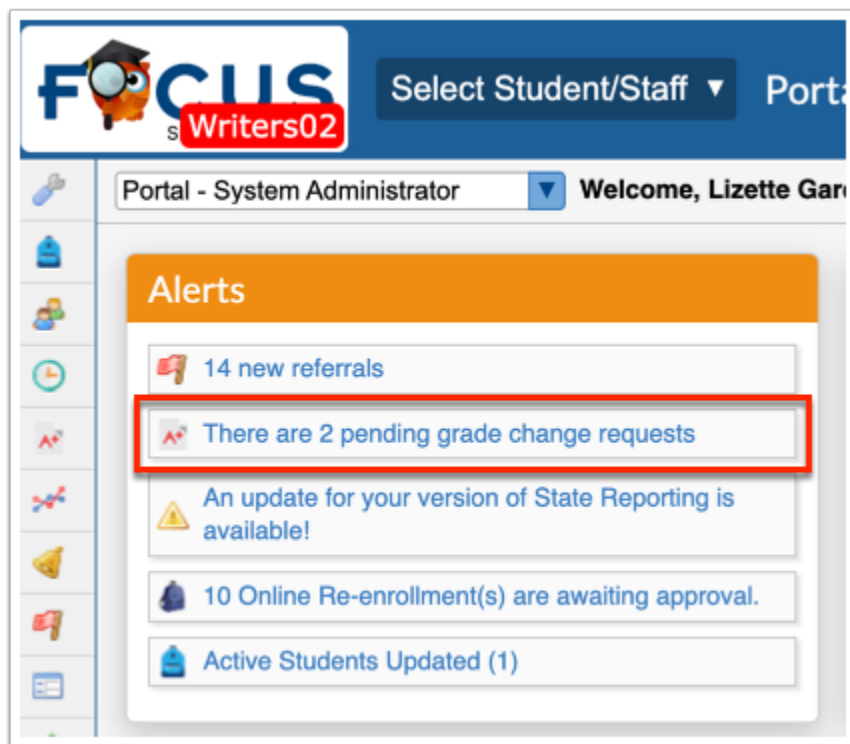 FOCUS
Writers02
Select Student/Staff
Portal - System Administrator
Welcome, Lizette
Alerts
14 new referrals
A+
There are 2 pending grade change requests
An update for your version of State Reporting is
available!
10 Online Re-enrollment(s) are awaiting approval.
Active Students Updated (1)